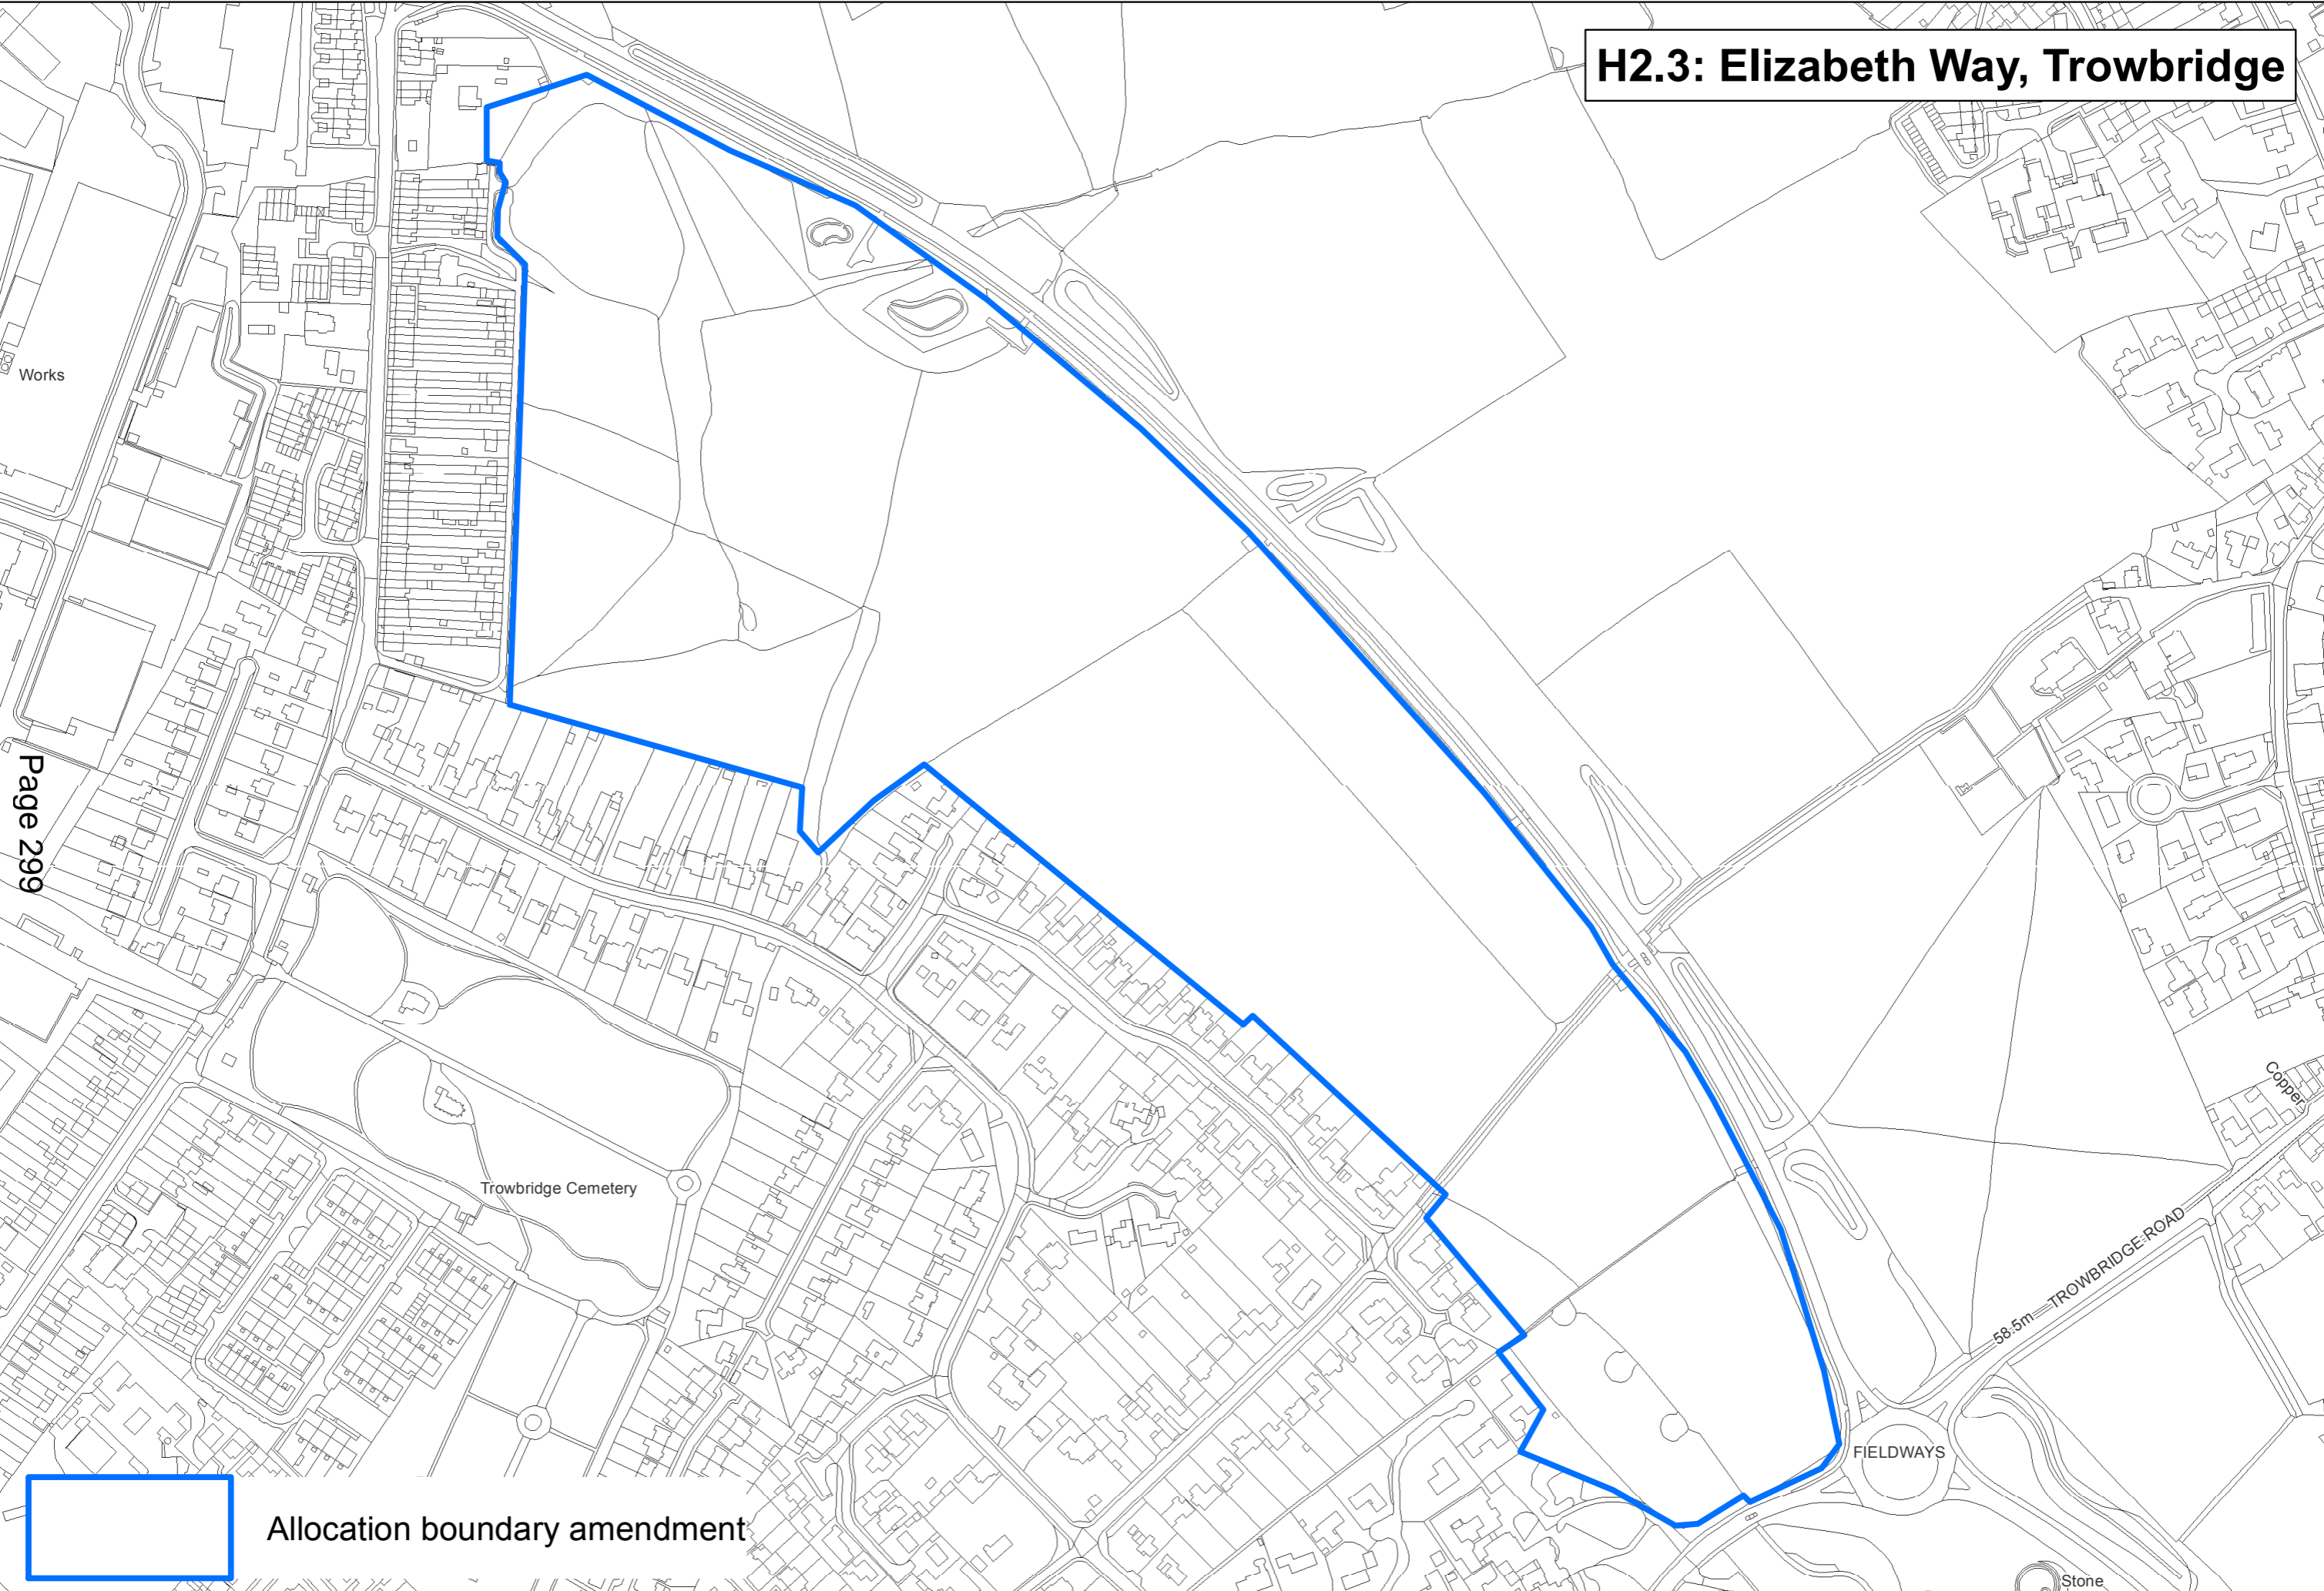 H2.3: Elizabeth Way, Trowbridge
Works
Page 299
Copper
Trowbridge Cemetery
58.5m
TROWBRIDGE ROAD
FIELDWAYS
Allocation boundary amendment
Stone